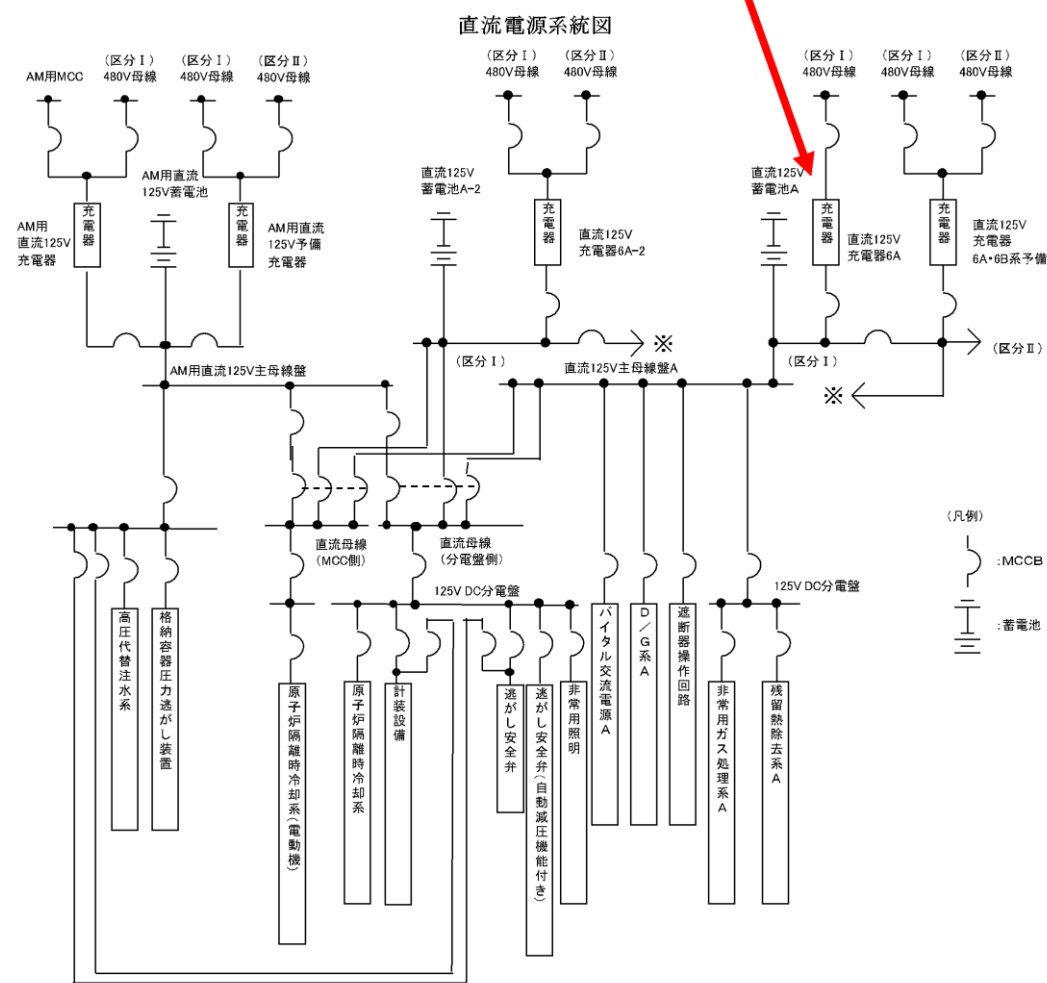 直流電源系統図
AM用MCC
(区分Ⅰ)
480V母線
(区分Ⅰ)
480V母線
(区分Ⅱ)
480V母線
(区分Ⅰ)
480V母線
(区分Ⅱ)
480V母線
(区分Ⅰ)
480V母線
(区分Ⅰ)
480V母線
(区分Ⅱ)
480V母線
AM用直流
125V蓄電池
直流125V
蓄電池A-2
直流125V
蓄電池A
AM用
直流125V
充電器
充電器
充電器
AM用直流
125V予備
充電器
充電器
直流125V
充電器6A-2
充電器
直流125V
充電器6A
充電器
直流125V
充電器
6A・6B系予備
※
(区分Ⅰ)
(区分Ⅰ)
(区分Ⅱ)
AM用直流125V主母線盤
直流125V主母線盤A
※
直流母線
(MCC側)
直流母線
(分電盤側)
125V DC分電盤
125V DC分電盤
(凡例)
:MCCB
:蓄電池
高圧代替注水系
格納容器圧力逃がし装置
原子炉隔離時冷却系(電動機)
原子炉隔離時冷却系
計装設備
逃がし安全弁
逃がし安全弁(自動減圧機能付き)
非常用照明
バイタル交流電源A
D/G系A
遮断器操作回路
非常用ガス処理系A
残留熱除去系A